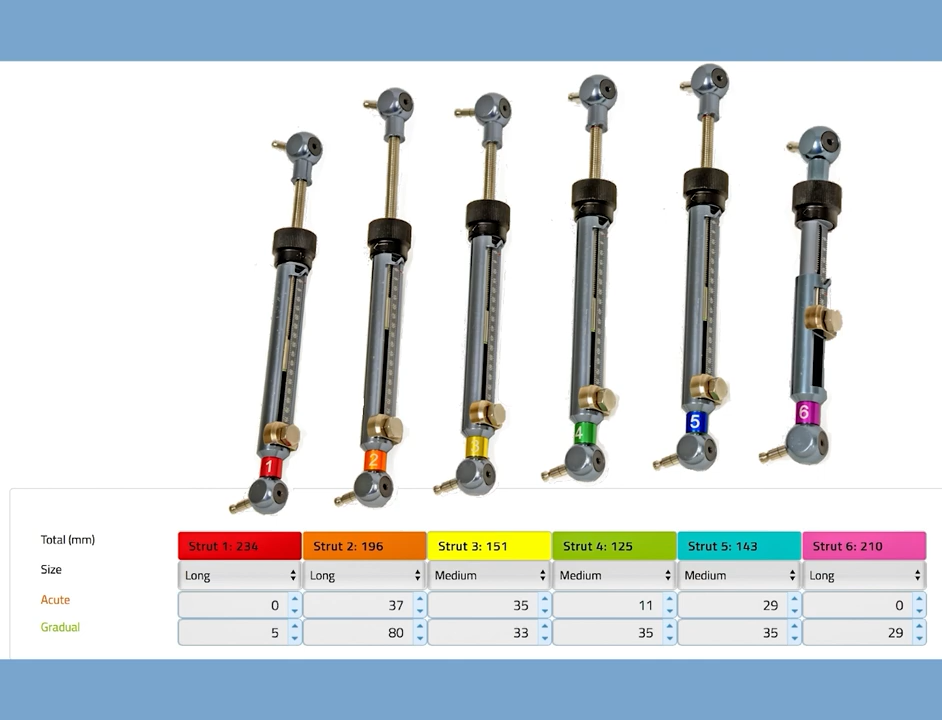 1
2
3
4
5
6
Total (mm)
Strut 1: 234 Strut 2: 196 Strut 3: 151 Strut 4: 125 Strut 5: 143 Strut 6: 210
Size
Long Long Medium Medium Medium Long
Acute
0 37 35 11 29 0
Gradual
5 80 33 35 35 29